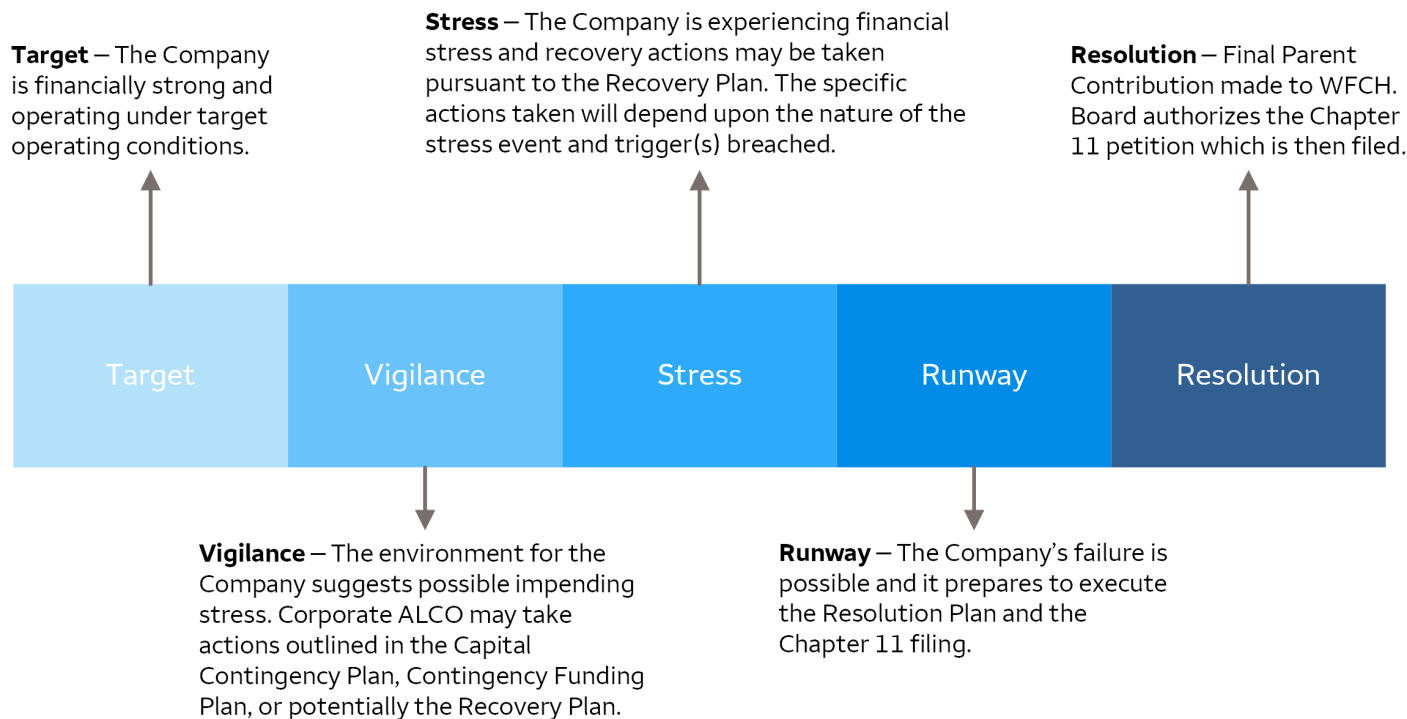 Stress – The Company is experiencing financial
stress and recovery actions may be taken
pursuant to the Recovery Plan. The specific
actions taken will depend upon the nature of the
stress event and trigger(s) breached.
Target – The Company
is financially strong and
operating under target
operating conditions.
Resolution – Final Parent
Contribution made to WFCH.
Board authorizes the Chapter
11 petition which is then filed.
Target
Vigilance
Stress
Runway
Resolution
Vigilance – The environment for the
Company suggests possible impending
stress. Corporate ALCO may take
actions outlined in the Capital
Contingency Plan, Contingency Funding
Plan, or potentially the Recovery Plan.
Runway – The Company’s failure is
possible and it prepares to execute
the Resolution Plan and the
Chapter 11 filing.